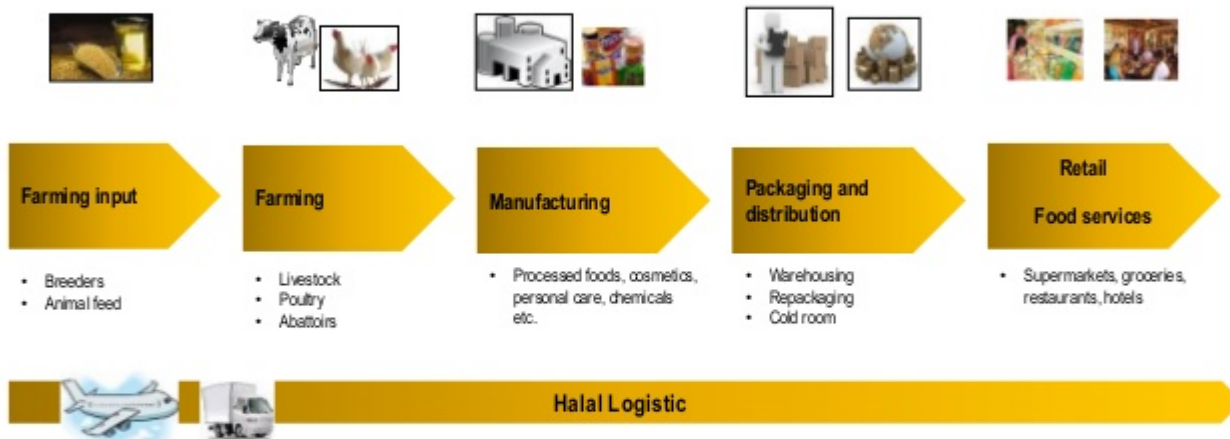 Farming input
• Breeders
• Animal feed
Farming
• Livestock
• Poultry
• Abattoirs
Manufacturing
• Processed foods, cosmetics,
personal care, chemicals
etc.
Packaging and
distribution
• Warehousing
• Repackaging
• Cold room
Retail
Food services
• Supermarkets, groceries,
restaurants, hotels
Halal Logistic